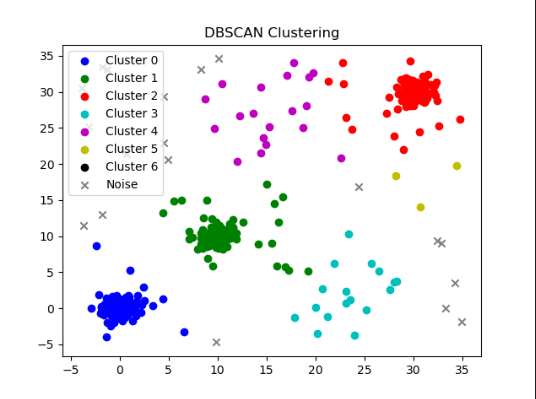 DBSCAN Clustering
35
30
25
20
15
10
5
0
−5
Cluster 0
Cluster 1
Cluster 2
Cluster 3
Cluster 4
Cluster 5
Cluster 6
Noise
−5 0 5 10 15 20 25 30 35